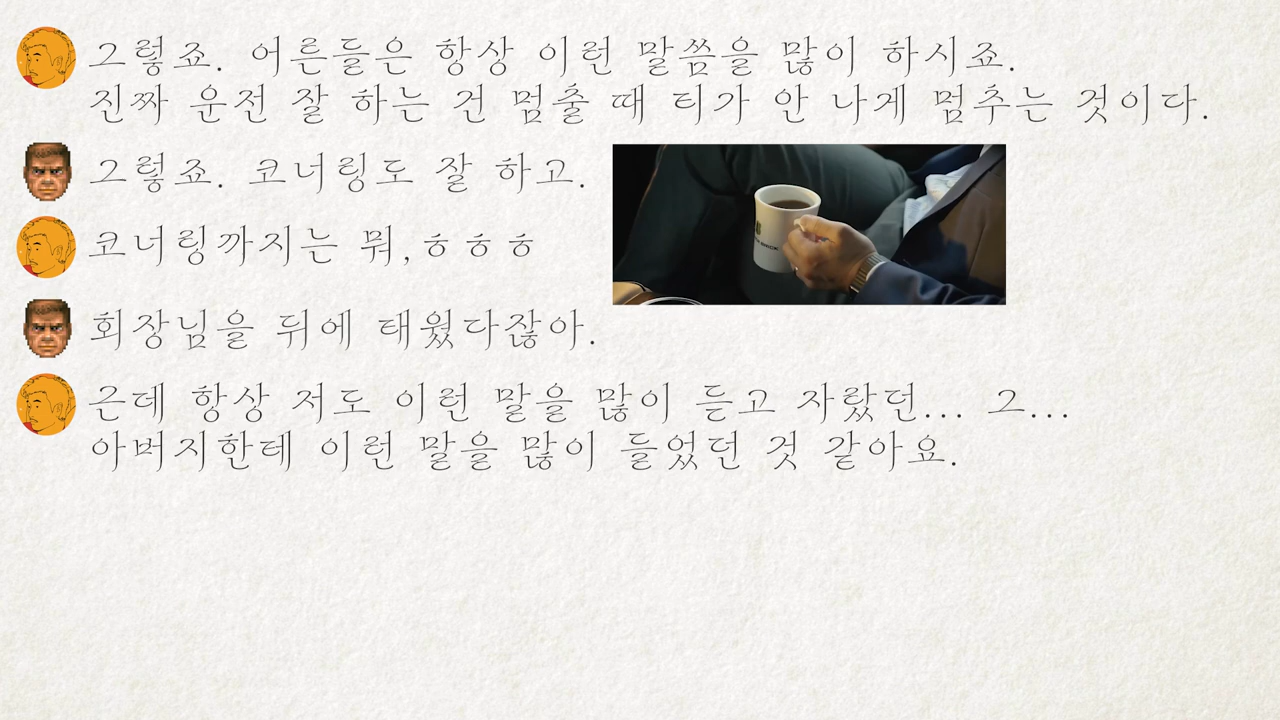 그렇죠. 어른들은 항상 이런 말씀을 많이 하시죠.
진짜 운전 잘 하는 건 멈출 때 티가 안 나게 멈추는 것이다.
그렇죠. 코너링도 잘 하고.
코너링까지는 뭐,ㅎㅎㅎ
회장님을 뒤에 태웠다잖아.
근데 항상 저도 이런 말을 많이 듣고 자랐던... 그...
아버지한테 이런 말을 많이 들었던 것 같아요.